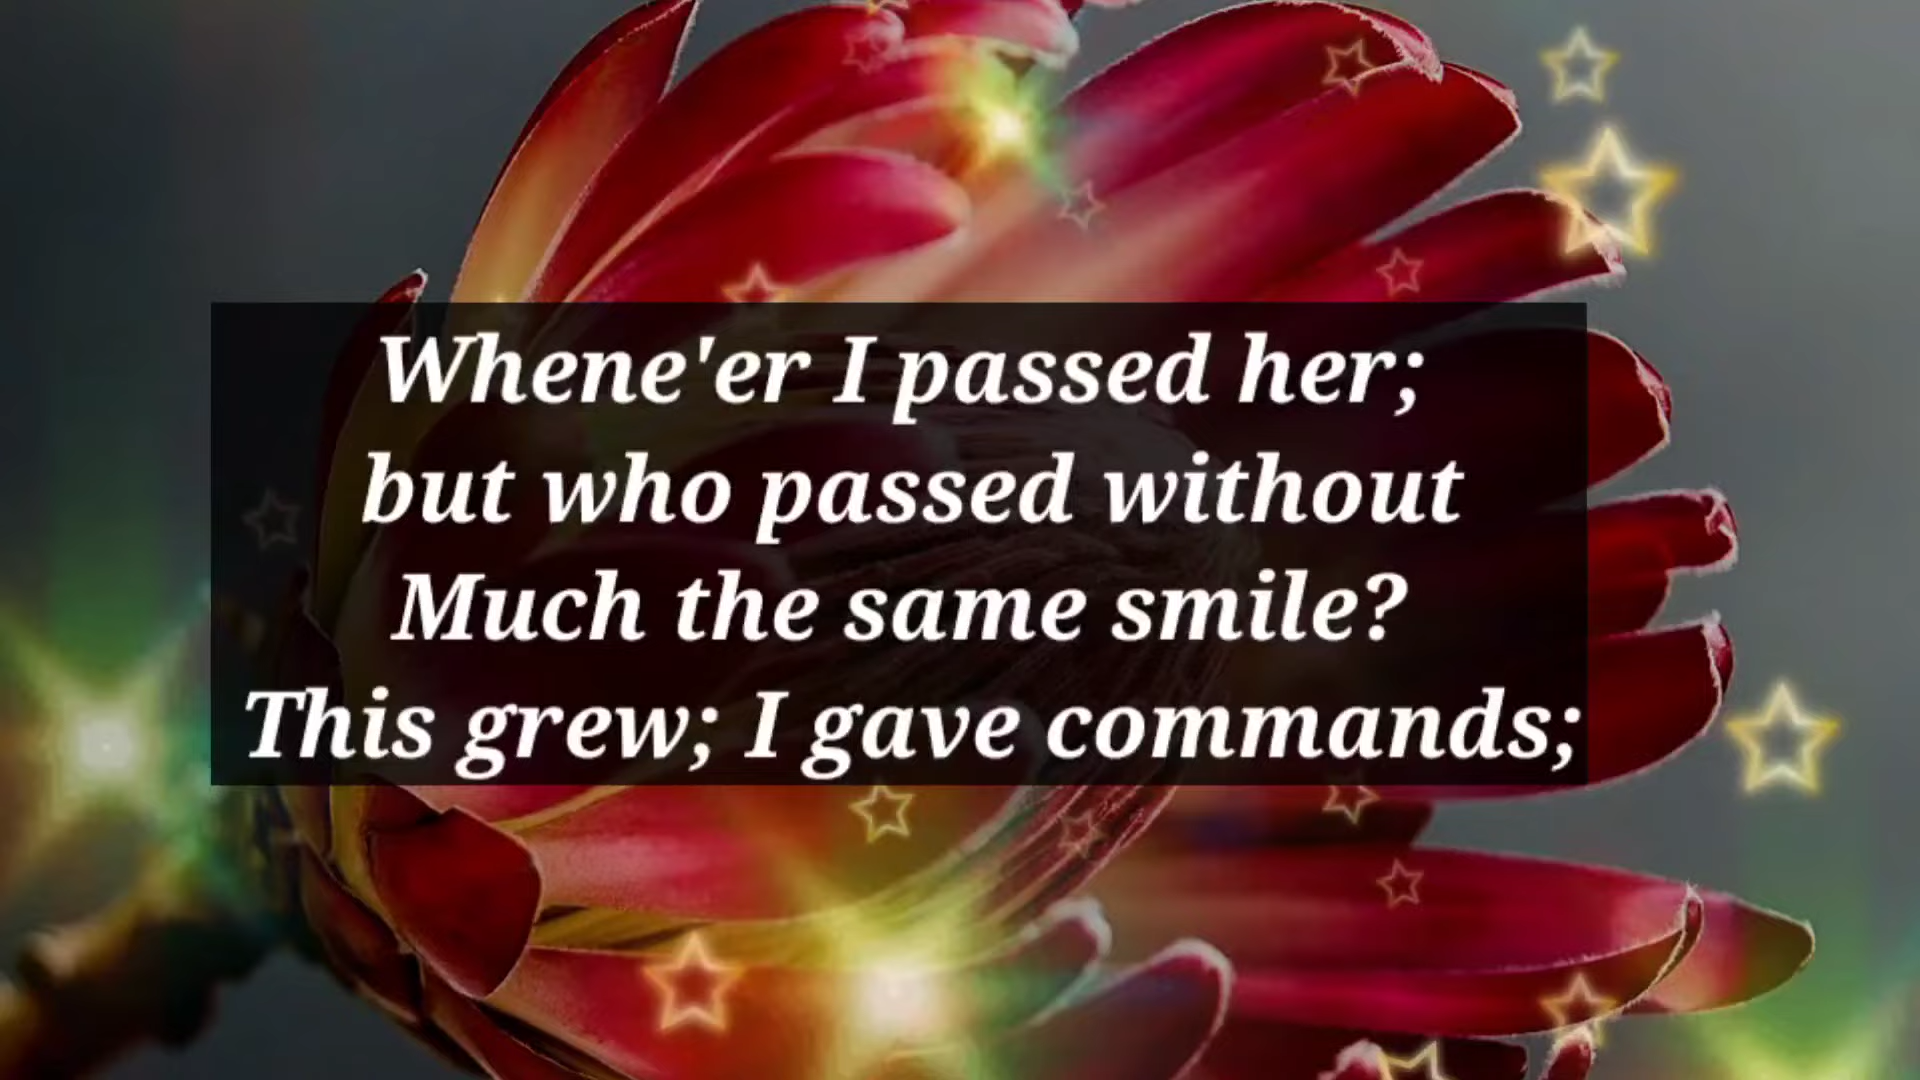 Whene'er I passed her;
but who passed without
Much the same smile?
This grew; I gave commands;